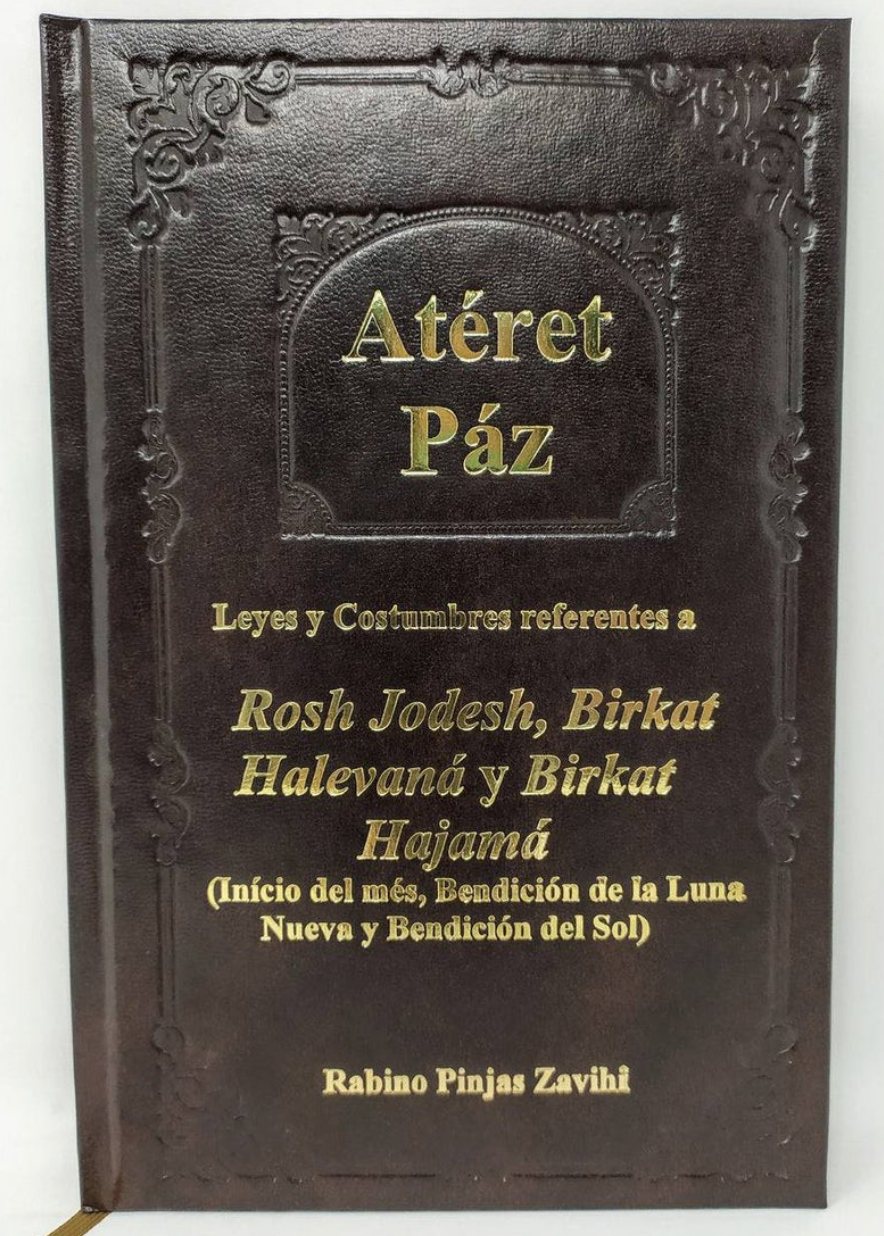 Atéret
Páz
Leyes y Costumbres referentes a
Rosh Jodesh, Birkat
Halevaná y Birkat
Hajamá
(Início del més, Bendición de la Luna
Nueva y Bendición del Sol)
Rabino Pinjas Zavihi